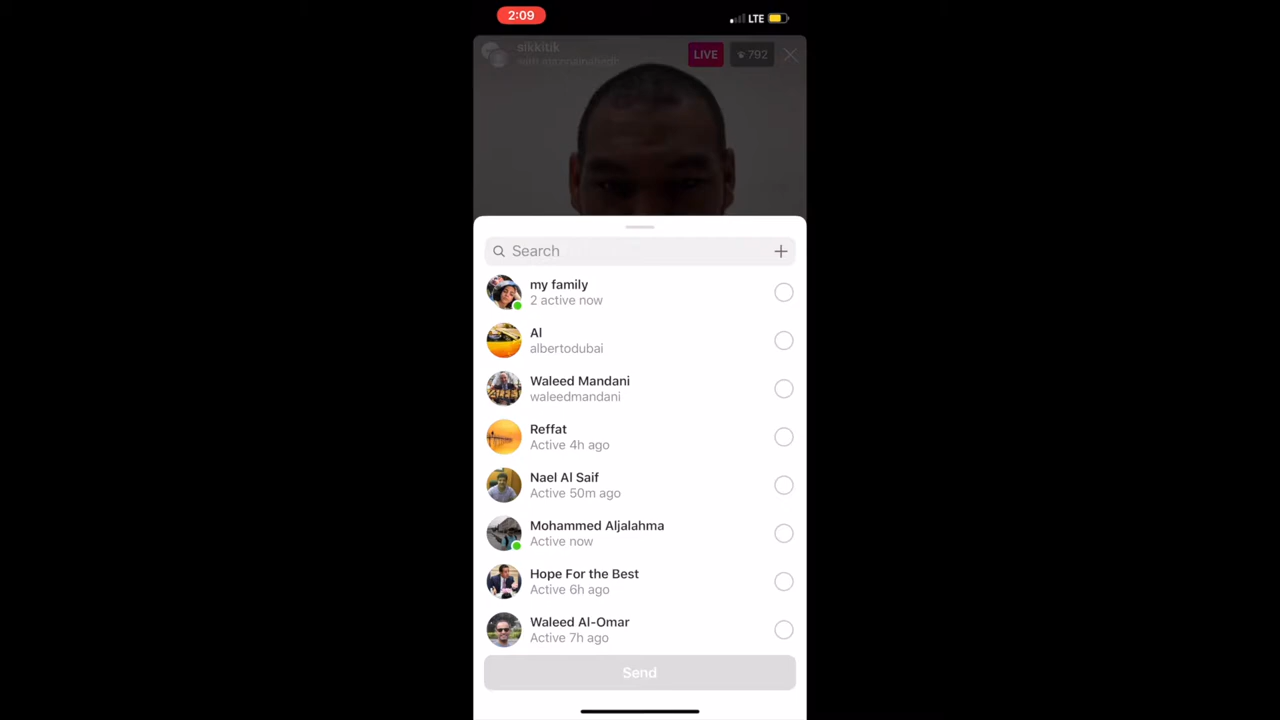 2:09
LTE
sikkitik
LIVE
792
Search
my family
2 active now
Al
albertodubai
Waleed Mandani
waleedmandani
Reffat
Active 4h ago
Nael Al Saif
Active 50m ago
Mohammed Aljalahma
Active now
Hope For the Best
Active 6h ago
Waleed Al-Omar
Active 7h ago
Send